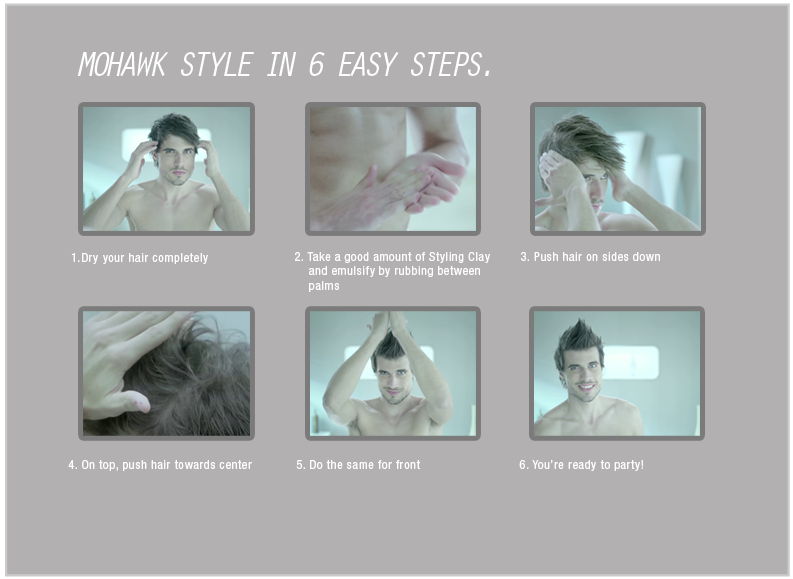 MOHAWK STYLE IN 6 EASY STEPS.
1.Dry your hair completely
2. Take a good amount of Styling Clay
and emulsify by rubbing between
palms
3. Push hair on sides down
4. On top, push hair towards center
5. Do the same for front
6. You're ready to party!